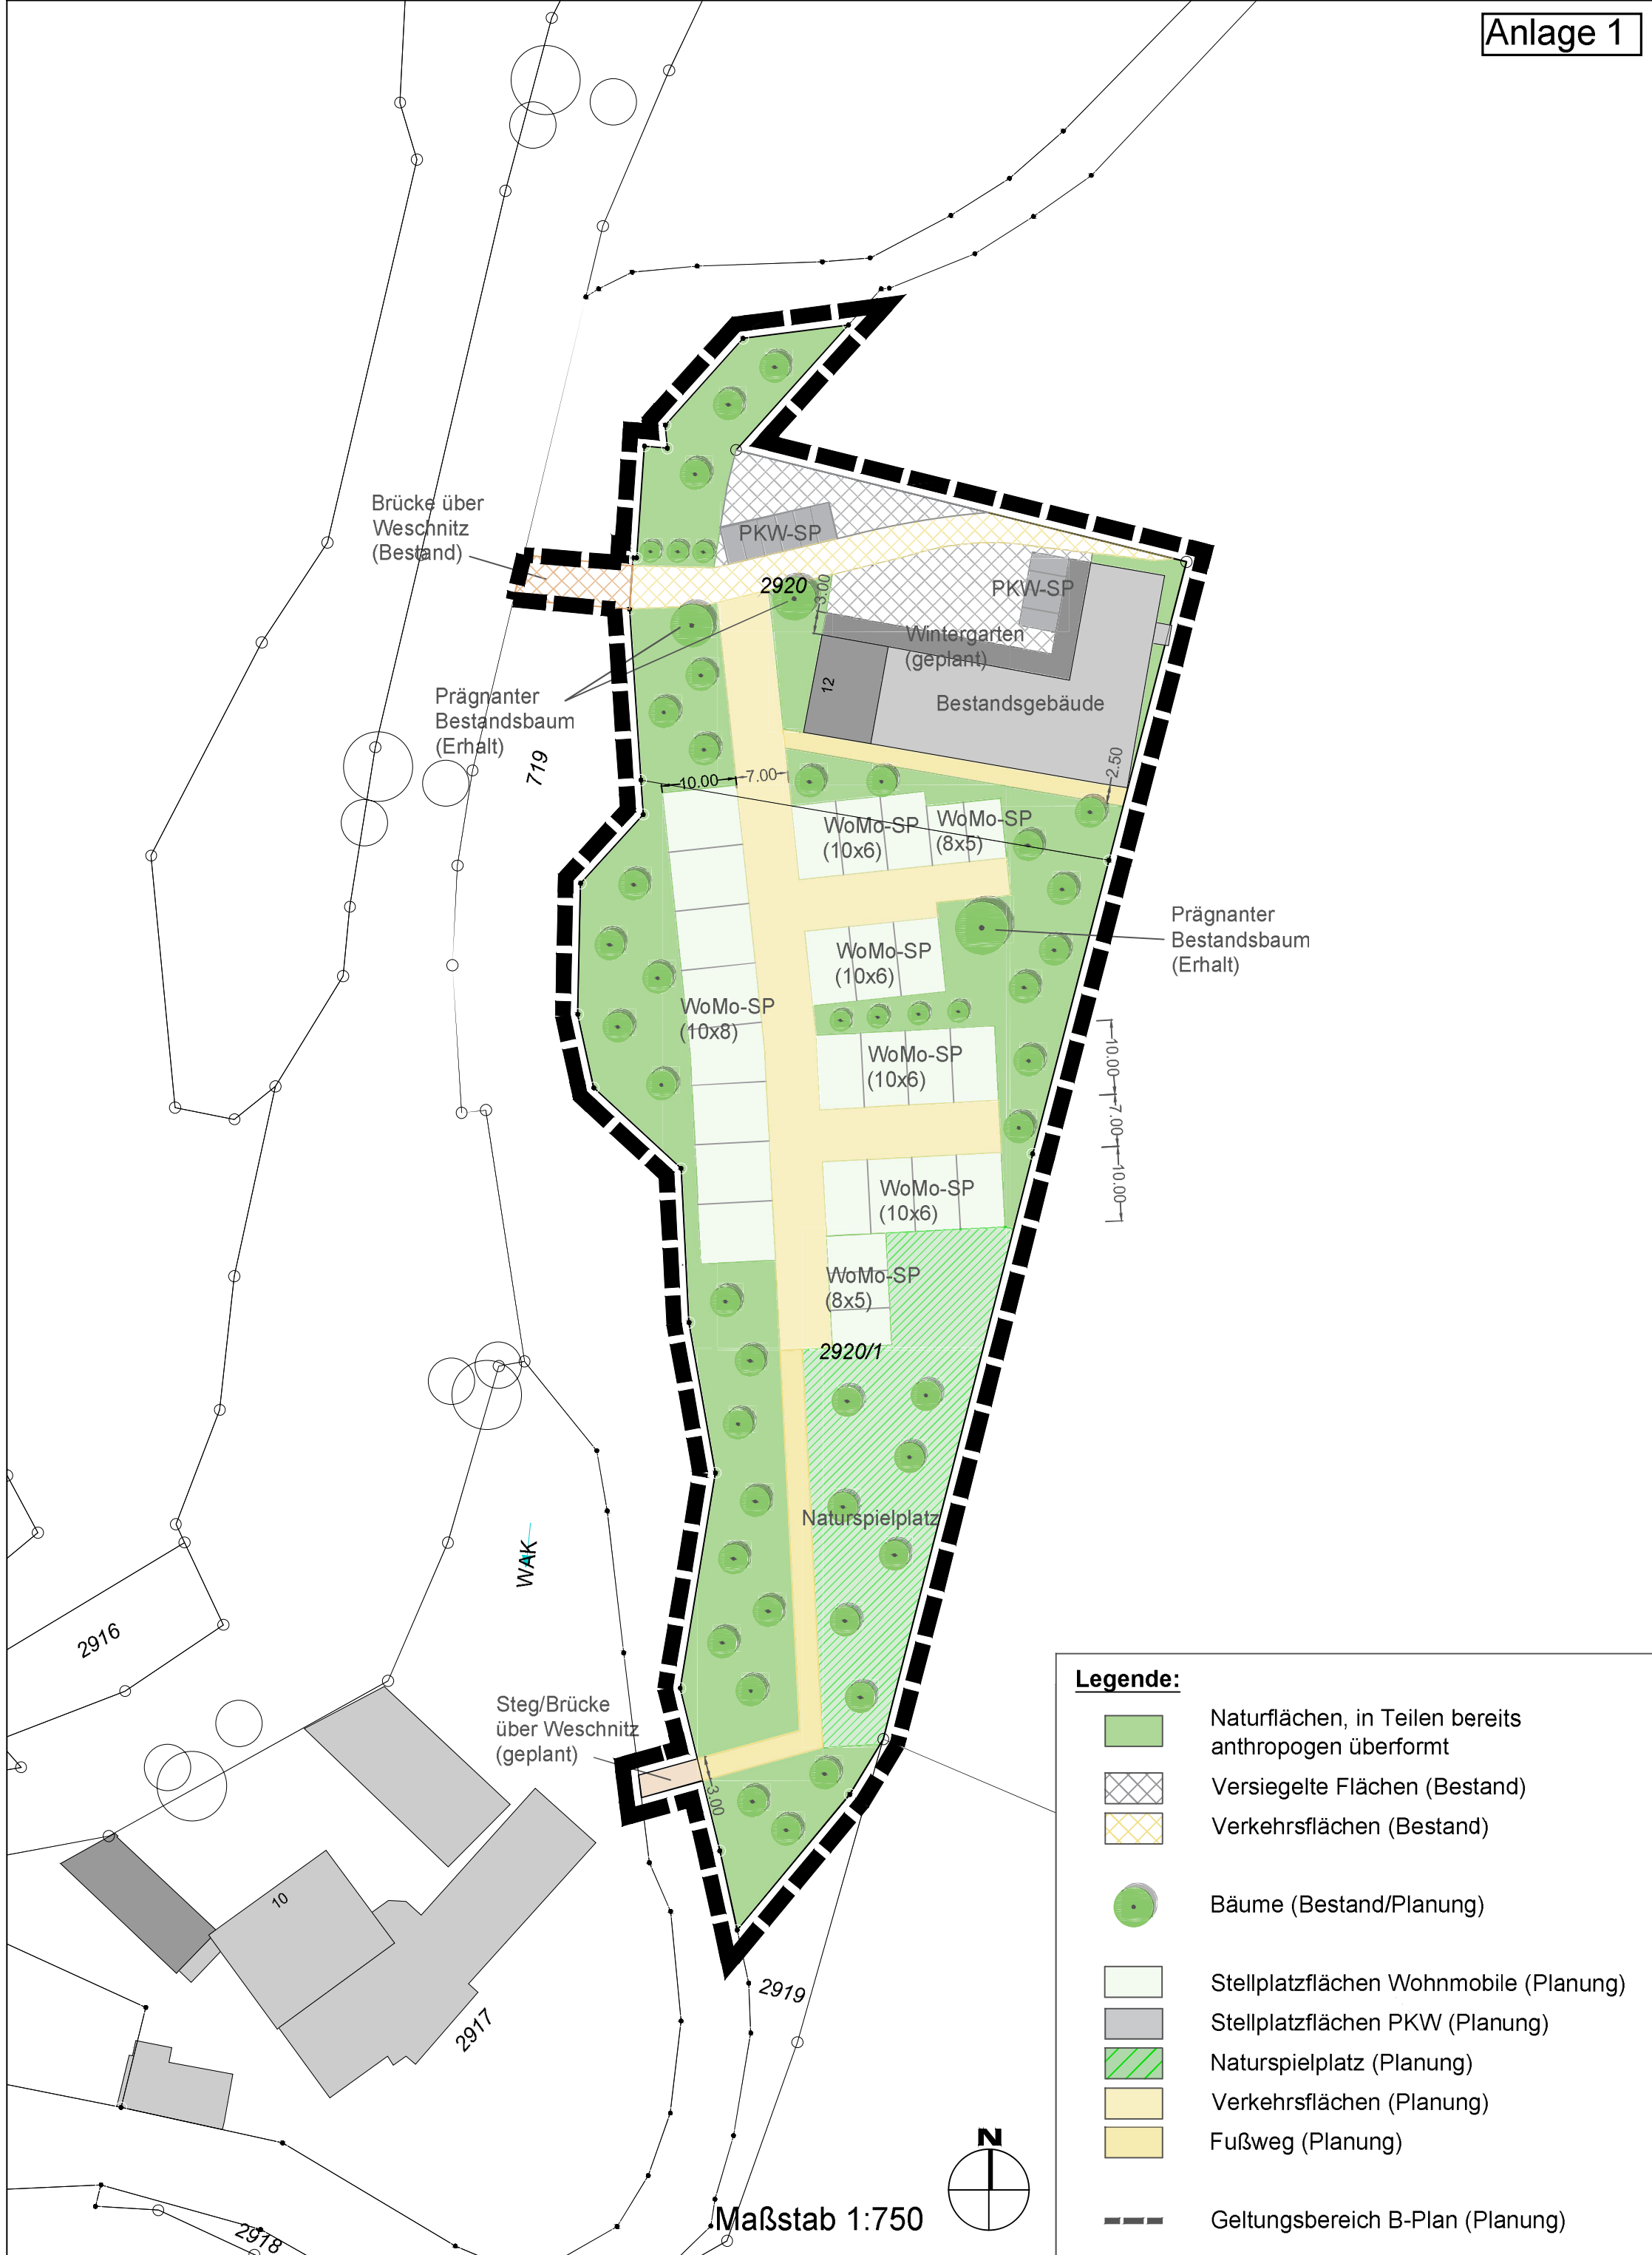 Anlage 1
Brücke über
Weschnitz
(Bestand)
PKW-SP
2920
3.00
PKW-SP
Wintergarten
(geplant)
12
Bestandsgebäude
Prägnanter
Bestandsbaum
(Erhalt)
719
10.00
7.00
2.50
WoMo-SP
(10x6)
WoMo-SP
(8x5)
Prägnanter
Bestandsbaum
(Erhalt)
WoMo-SP
(10x6)
WoMo-SP
(10x8)
WoMo-SP
(10x6)
10.00
7.00
10.00
WoMo-SP
(10x6)
WoMo-SP
(8x5)
2920/1
Naturspielplatz
WAK
2916
Steg/Brücke
über Weschnitz
(geplant)
3.00
10
2917
2919
2918
Maßstab 1:750
N
Legende:
Naturflächen, in Teilen bereits
anthropogen überformt
Versiegelte Flächen (Bestand)
Verkehrsflächen (Bestand)
Bäume (Bestand/Planung)
Stellplatzflächen Wohnmobile (Planung)
Stellplatzflächen PKW (Planung)
Naturspielplatz (Planung)
Verkehrsflächen (Planung)
Fußweg (Planung)
Geltungsbereich B-Plan (Planung)